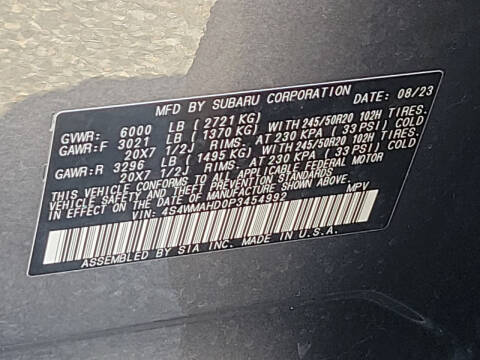 MFD BY SUBARU CORPORATION DATE: 08/23
GVWR: 6000 LB ( 2721 KG)
GAWR:F 3021 LB ( 1370 KG) WITH 245/50R20 102H TIRES.
20X7 1/2J RIMS. AT 230 KPA ( 33 PSI) COLD
GAWR:R 3296 LB ( 1495 KG) WITH 245/50R20 102H TIRES.
20X7 1/2J RIMS. AT 230 KPA ( 33 PSI) COLD
THIS VEHICLE CONFORMS TO ALL APPLICABLE FEDERAL MOTOR
VEHICLE SAFETY AND THEFT PREVENTION STANDARDS
IN EFFECT ON THE DATE OF MANUFACTURE SHOWN ABOVE.
VIN: 4S4WMAHD0P3454992 MPV
ASSEMBLED BY SIA INC. MADE IN U.S.A.